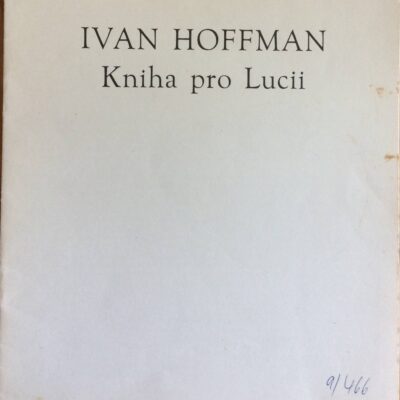 IVAN HOFFMAN
Kniha pro Lucii
9/466